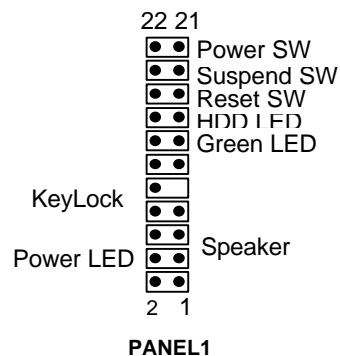 22 21
Power SW
Suspend SW
Reset SW
HDD LED
Green LED
KeyLock
Speaker
Power LED
2 1
PANEL1